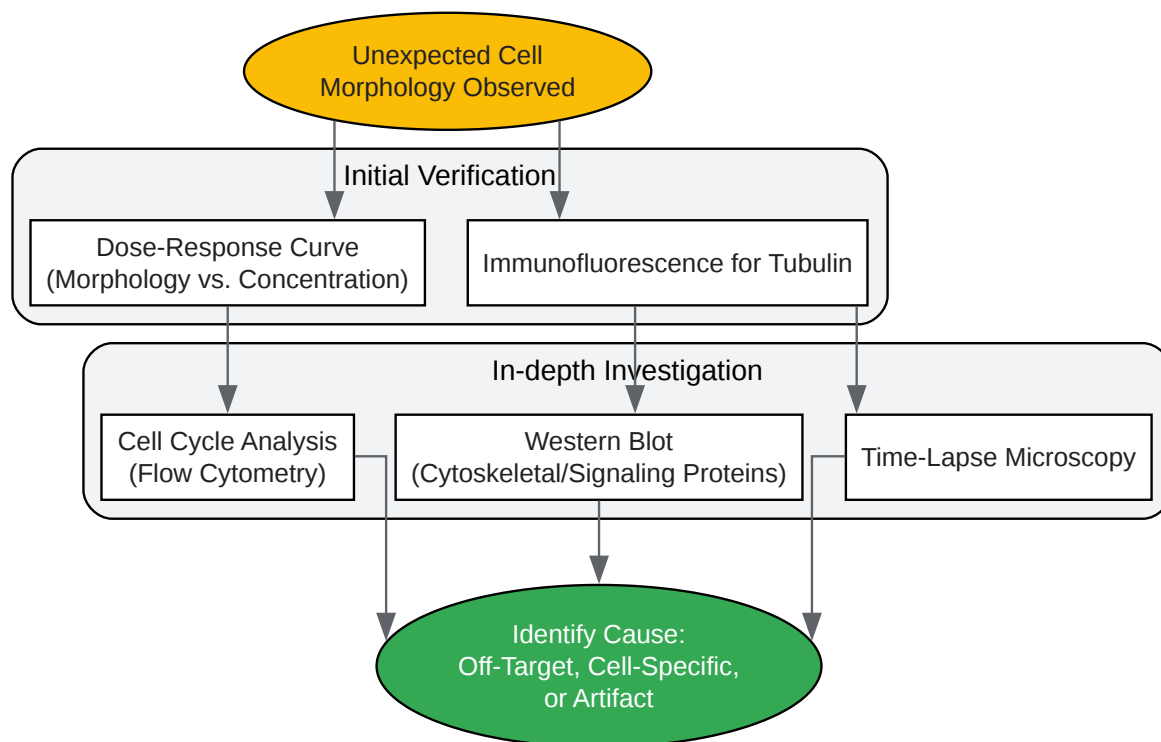 Unexpected Cell
Morphology Observed
Initial Verification
Dose-Response Curve
(Morphology vs. Concentration)
Immunofluorescence for Tubulin
In-depth Investigation
Cell Cycle Analysis
(Flow Cytometry)
Western Blot
(Cytoskeletal/Signaling Proteins)
Time-Lapse Microscopy
Identify Cause:
Off-Target, Cell-Specific,
or Artifact